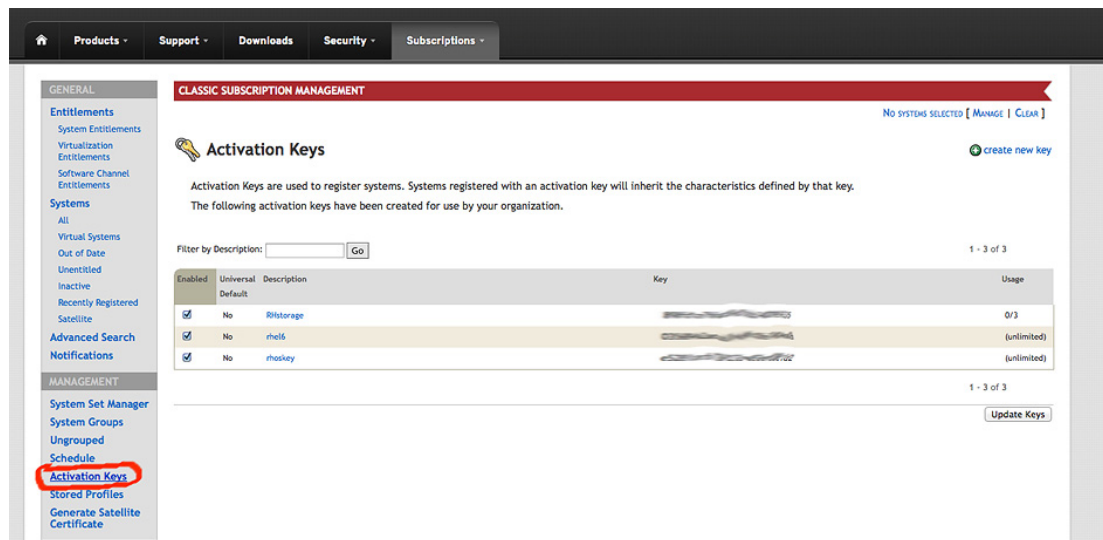 Products
Support
Downloads
Security
Subscriptions
GENERAL
Entitlements
System Entitlements
Virtualization
Entitlements
Software Channel
Entitlements
Systems
All
Virtual Systems
Out of Date
Unentitled
Inactive
Recently Registered
Satellite
Advanced Search
Notifications
MANAGEMENT
System Set Manager
System Groups
Ungrouped
Schedule
Activation Keys
Stored Profiles
Generate Satellite
Certificate
CLASSIC SUBSCRIPTION MANAGEMENT
NO SYSTEMS SELECTED [ MANAGE | CLEAR ]
Activation Keys
create new key
Activation Keys are used to register systems. Systems registered with an activation key will inherit the characteristics defined by that key.
The following activation keys have been created for use by your organization.
Filter by Description: Go
1 - 3 of 3
Enabled Universal Default Description Key Usage
No RHstorage 0/3
No rhel6 (unlimited)
No rhoskey (unlimited)
1 - 3 of 3
Update Keys